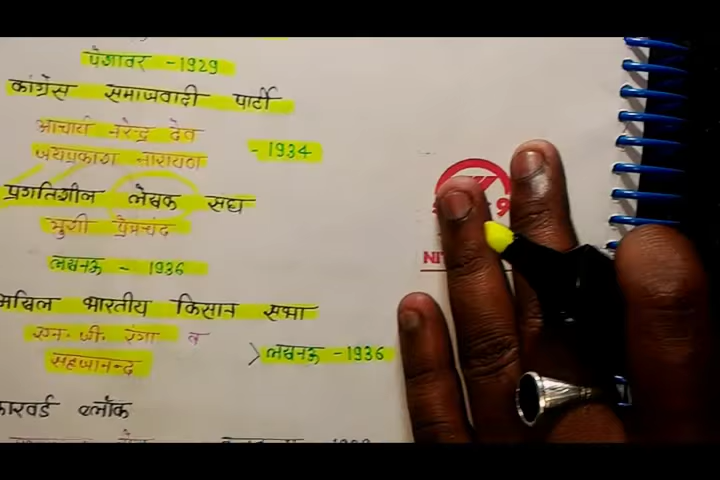 पेशावर - 1929
कांग्रेस समाजवादी पार्टी
आचार्य नरेन्द्र देव
जयप्रकाश नारायण - 1934
प्रगतिशील लेखक संघ
मुंशी प्रेमचंद
लखनऊ - 1936
अखिल भारतीय किसान सभा
एन. जी. रंगा व
सहजानन्द > लखनऊ - 1936
फारवर्ड ब्लॉक